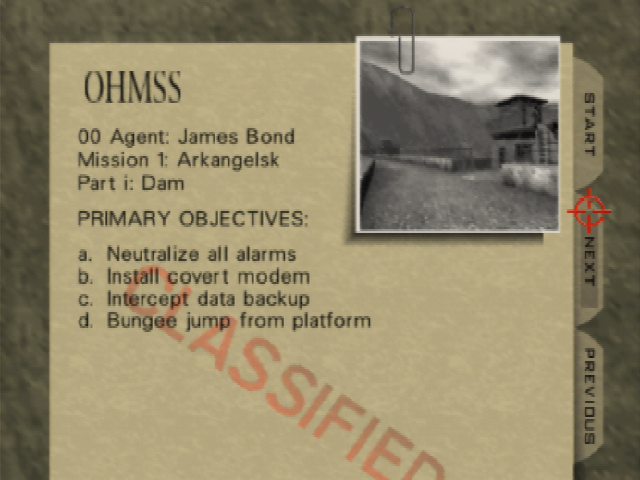 OHMSS
00 Agent: James Bond
Mission 1: Arkangelsk
Part i: Dam
PRIMARY OBJECTIVES:
a. Neutralize all alarms
b. Install covert modem
c. Intercept data backup
d. Bungee jump from platform
CLASSIFIED
START
NEXT
PREVIOUS